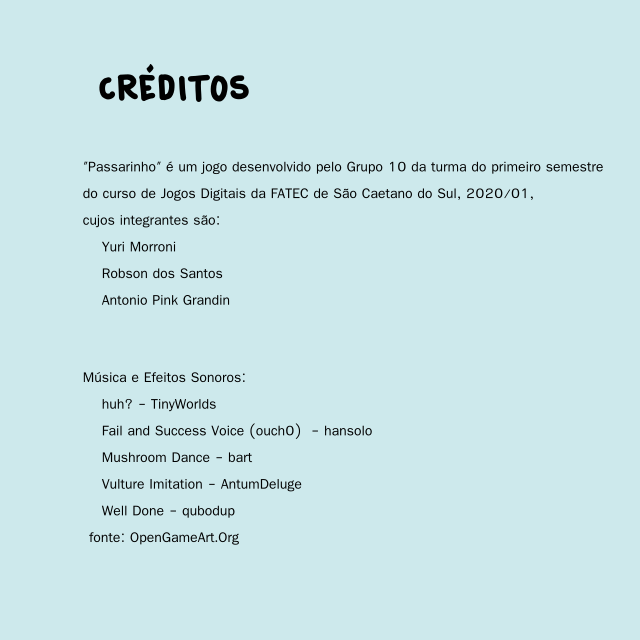 CRÉDITOS
"Passarinho" é um jogo desenvolvido pelo Grupo 10 da turma do primeiro semestre
do curso de Jogos Digitais da FATEC de São Caetano do Sul, 2020/01,
cujos integrantes são:
Yuri Morroni
Robson dos Santos
Antonio Pink Grandin
Música e Efeitos Sonoros:
huh? - TinyWorlds
Fail and Success Voice (ouch0)  - hansolo
Mushroom Dance - bart
Vulture Imitation - AntumDeluge
Well Done - qubodup
fonte: OpenGameArt.Org